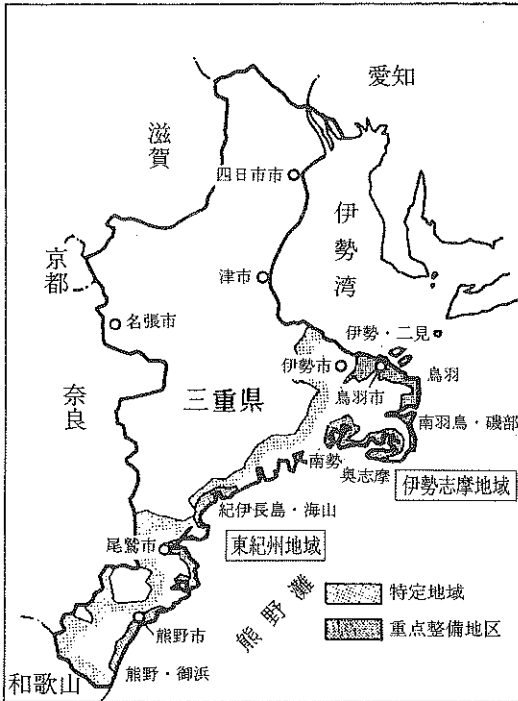 愛知
滋賀
四日市市
伊勢湾
京都
津市
名張市
伊勢・二見
伊勢市
鳥羽
鳥羽市
奈良
三重県
南羽鳥・磯部
南勢
奥志摩
伊勢志摩地域
紀伊長島・海山
尾鷲市
東紀州地域
熊野灘
特定地域
重点整備地区
熊野市
熊野・御浜
和歌山